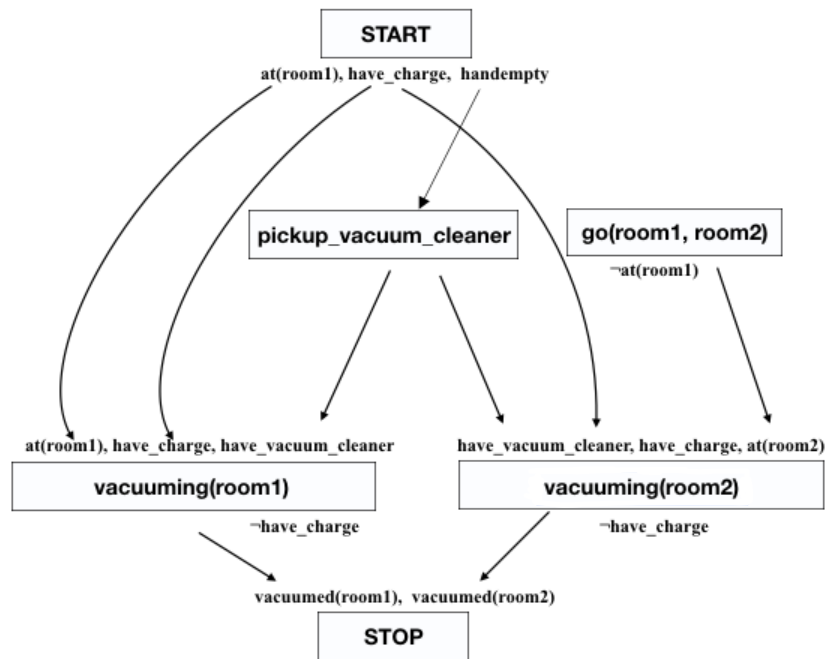 START
at(room1), have_charge, handempty
pickup_vacuum_cleaner
go(room1, room2)
¬at(room1)
at(room1), have_charge, have_vacuum_cleaner
have_vacuum_cleaner, have_charge, at(room2)
vacuuming(room1)
vacuuming(room2)
¬have_charge
¬have_charge
vacuumed(room1), vacuumed(room2)
STOP